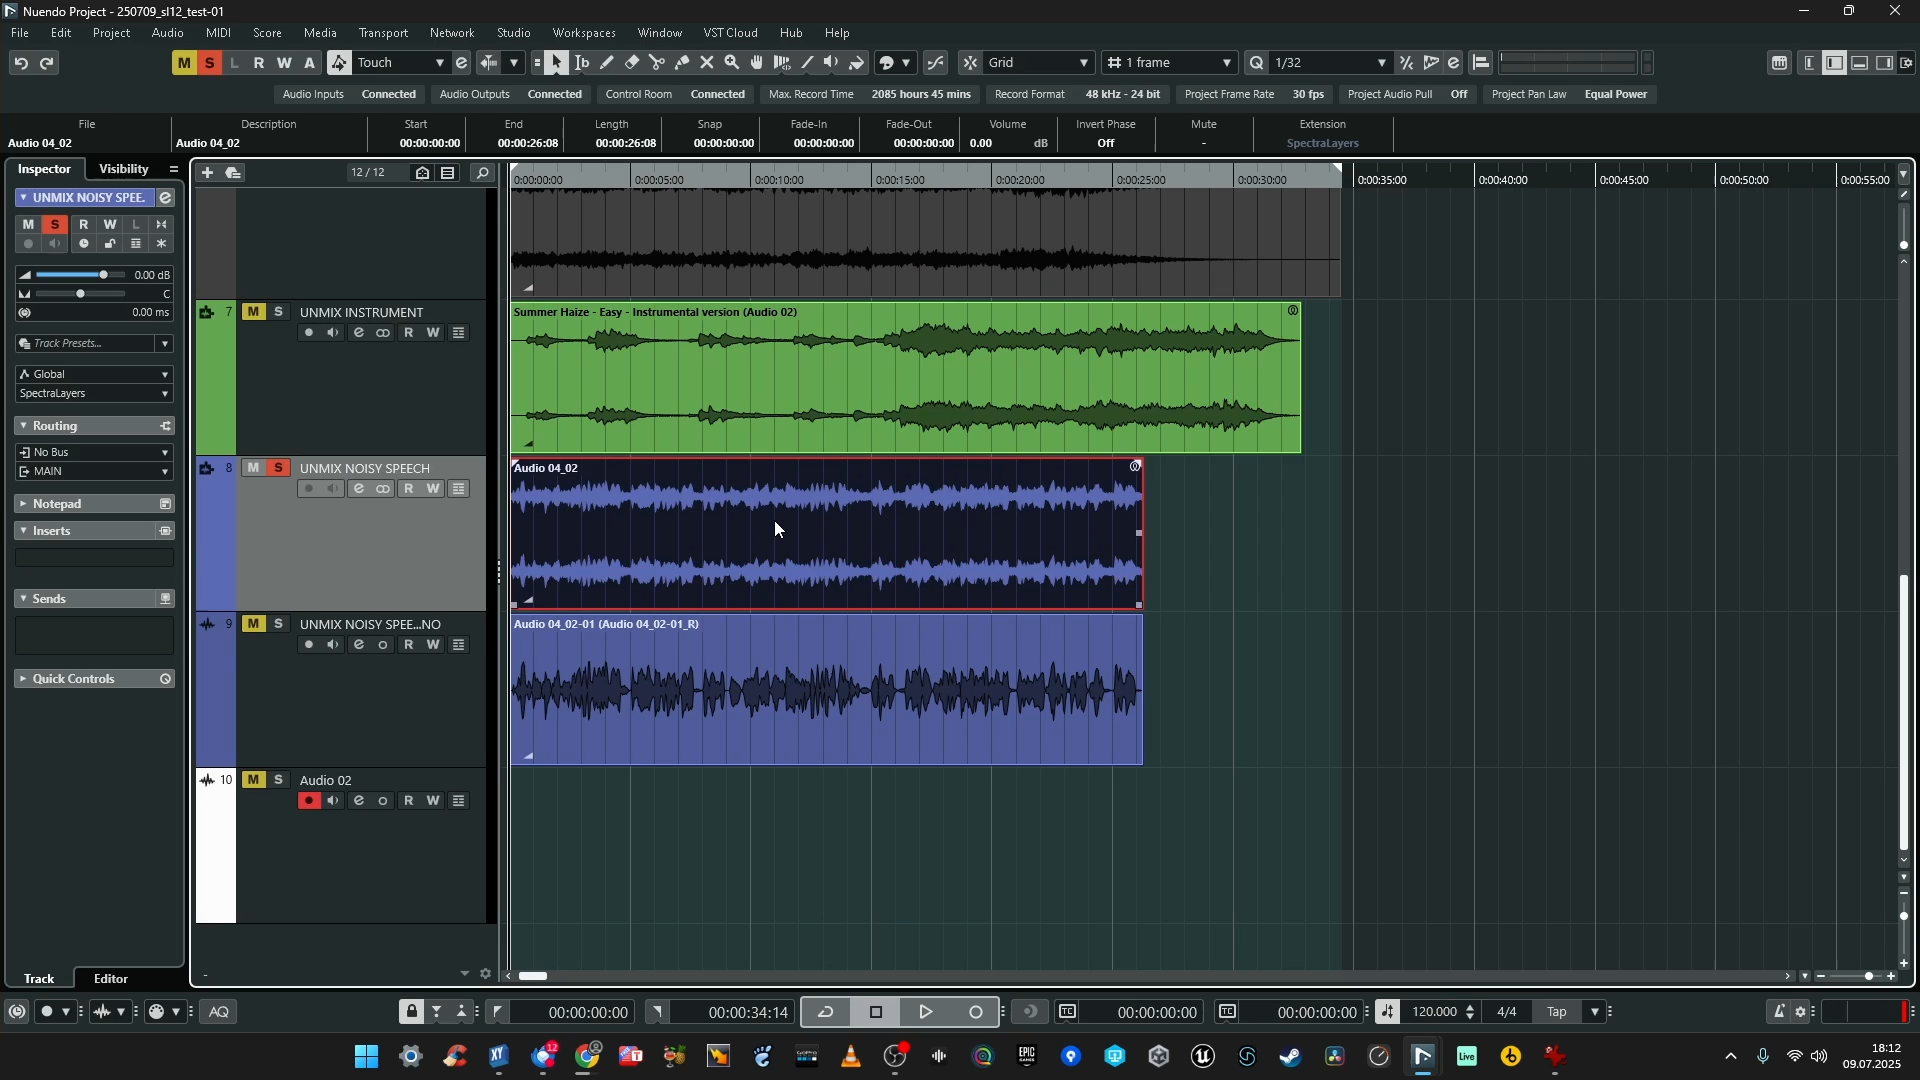 Nuendo Project - 250709_sl12_test-01
File Edit Project Audio MIDI Score Media Transport Network Studio Workspaces Window VST Cloud Hub Help
M S L R W A Touch Grid 1 frame Q 1/32
Audio Inputs Connected Audio Outputs Connected Control Room Connected Max. Record Time 2085 hours 45 mins Record Format 48 kHz - 24 bit Project Frame Rate 30 fps Project Audio Pull Off Project Pan Law Equal Power
File Description Start End Length Snap Fade-In Fade-Out Volume Invert Phase Mute Extension
Audio 04_02 Audio 04_02 00:00:00:00 00:00:26:08 00:00:26:08 00:00:00:00 00:00:00:00 00:00:00:00 0.00 dB Off - SpectraLayers
Inspector Visibility 12 / 12
0:00:00:00 0:00:05:00 0:00:10:00 0:00:15:00 0:00:20:00 0:00:25:00 0:00:30:00 0:00:35:00 0:00:40:00 0:00:45:00 0:00:50:00 0:00:55:00
UNMIX NOISY SPEE.
M S R W L
0.00 dB
C
0.00 ms
Track Presets...
Global
SpectraLayers
Routing
No Bus
MAIN
Notepad
Inserts
Sends
Quick Controls
7 M S UNMIX INSTRUMENT
R W
Summer Haize - Easy - Instrumental version (Audio 02)
8 M S UNMIX NOISY SPEECH
R W
Audio 04_02
9 M S UNMIX NOISY SPEE...NO
R W
Audio 04_02-01 (Audio 04_02-01_R)
10 M S Audio 02
R W
Track Editor
AQ 00:00:00:00 00:00:34:14 00:00:00:00 00:00:00:00 120.000 4/4 Tap
12 XY GoPro EPIC GAMES Live
18:12
09.07.2025